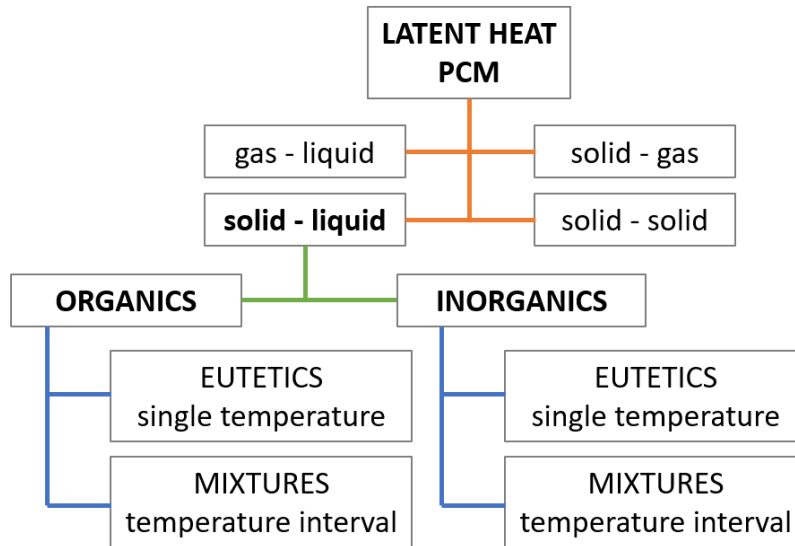 LATENT HEAT
PCM
gas - liquid
solid - gas
solid - liquid
solid - solid
ORGANICS
INORGANICS
EUTETICS
single temperature
EUTETICS
single temperature
MIXTURES
temperature interval
MIXTURES
temperature interval